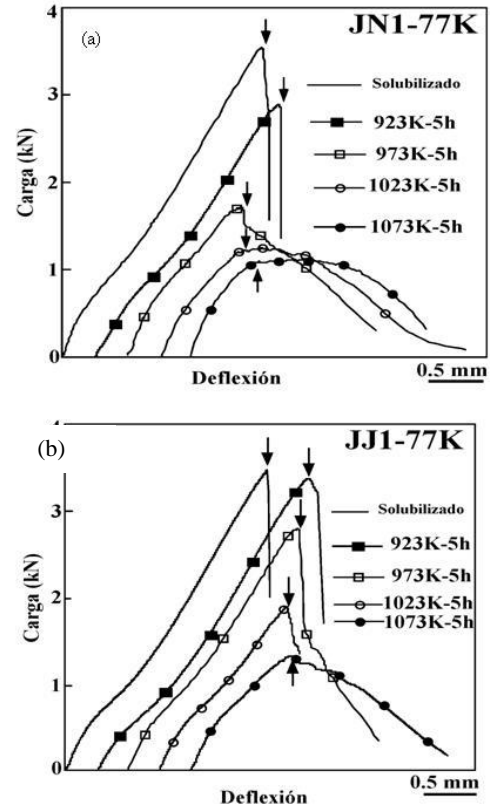 (a)
JN1-77K
4
3
2
1
0
Carga (kN)
Solubilizado
923K-5h
973K-5h
1023K-5h
1073K-5h
Deflexión
0.5 mm
(b)
JJ1-77K
4
3
2
1
0
Carga (kN)
Solubilizado
923K-5h
973K-5h
1023K-5h
1073K-5h
Deflexión
0.5 mm